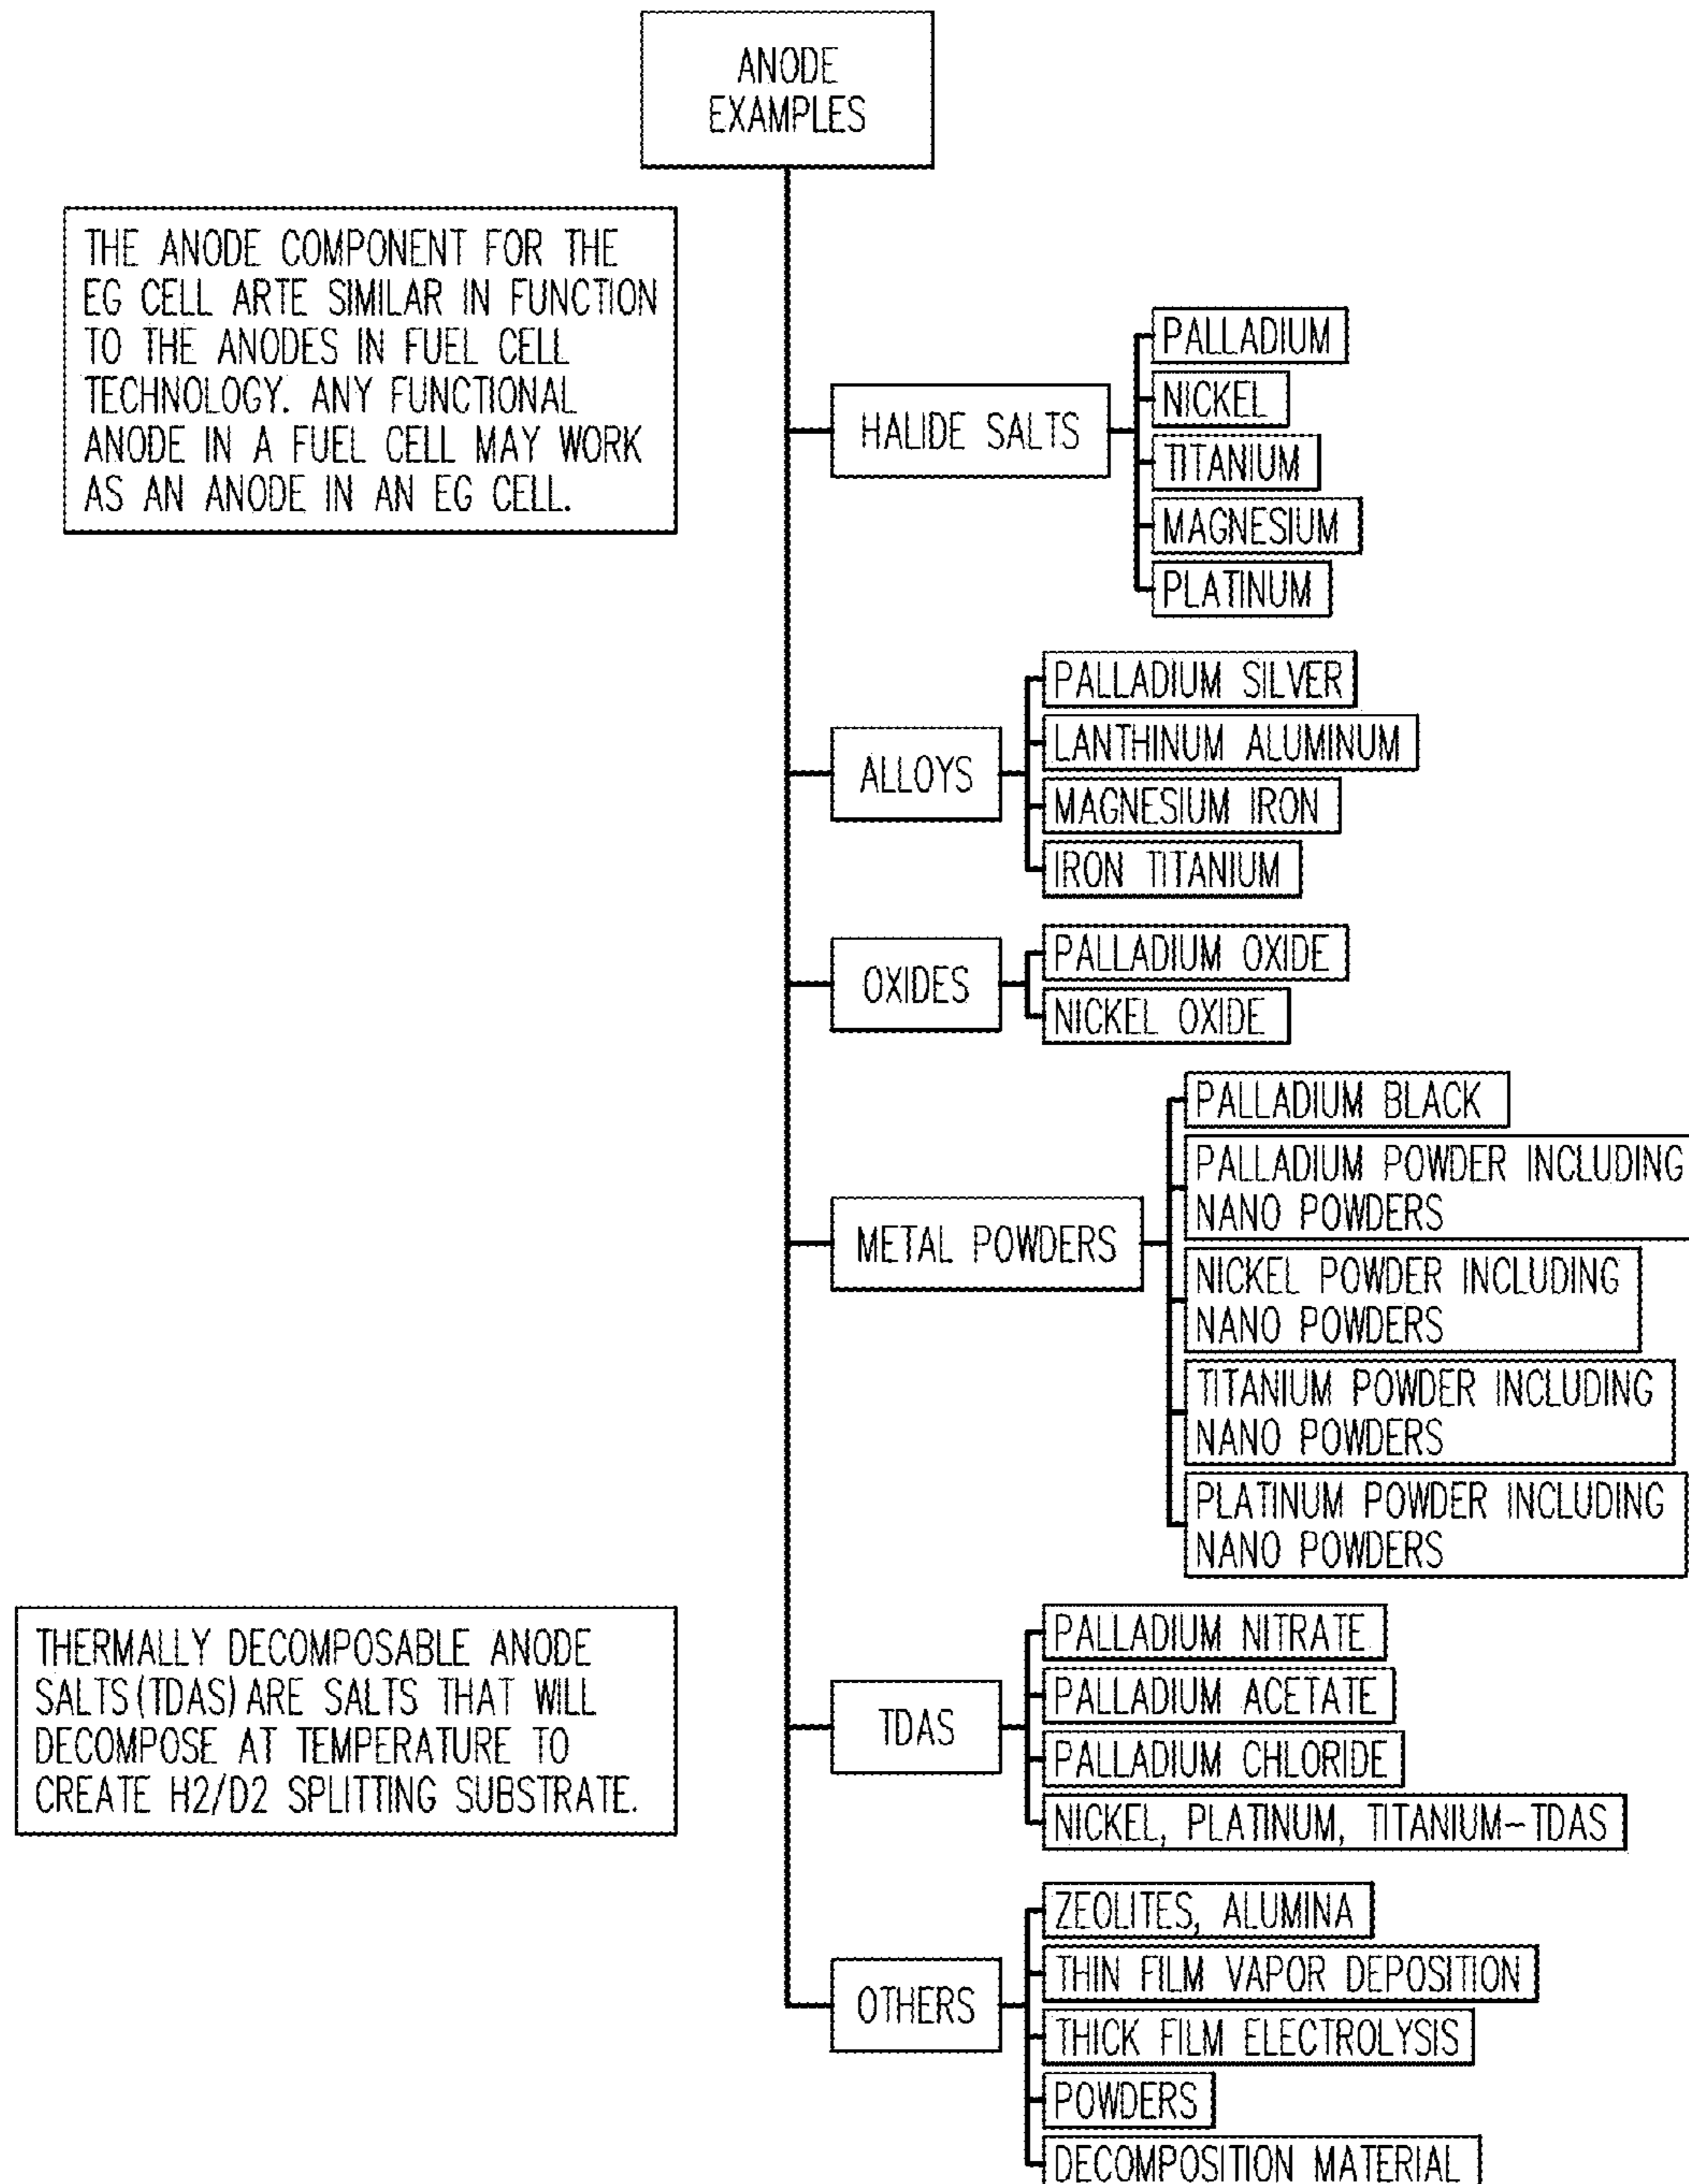 ANODE
EXAMPLES
THE ANODE COMPONENT FOR THE
EG CELL ARTE SIMILAR IN FUNCTION
TO THE ANODES IN FUEL CELL
TECHNOLOGY. ANY FUNCTIONAL
ANODE IN A FUEL CELL MAY WORK
AS AN ANODE IN AN EG CELL.
HALIDE SALTS
PALLADIUM
NICKEL
TITANIUM
MAGNESIUM
PLATINUM
ALLOYS
PALLADIUM SILVER
LANTHINUM ALUMINUM
MAGNESIUM IRON
IRON TITANIUM
OXIDES
PALLADIUM OXIDE
NICKEL OXIDE
METAL POWDERS
PALLADIUM BLACK
PALLADIUM POWDER INCLUDING
NANO POWDERS
NICKEL POWDER INCLUDING
NANO POWDERS
TITANIUM POWDER INCLUDING
NANO POWDERS
PLATINUM POWDER INCLUDING
NANO POWDERS
THERMALLY DECOMPOSABLE ANODE
SALTS(TDAS) ARE SALTS THAT WILL
DECOMPOSE AT TEMPERATURE TO
CREATE H2/D2 SPLITTING SUBSTRATE.
TDAS
PALLADIUM NITRATE
PALLADIUM ACETATE
PALLADIUM CHLORIDE
NICKEL, PLATINUM, TITANIUM-TDAS
OTHERS
ZEOLITES, ALUMINA
THIN FILM VAPOR DEPOSITION
THICK FILM ELECTROLYSIS
POWDERS
DECOMPOSITION MATERIAL